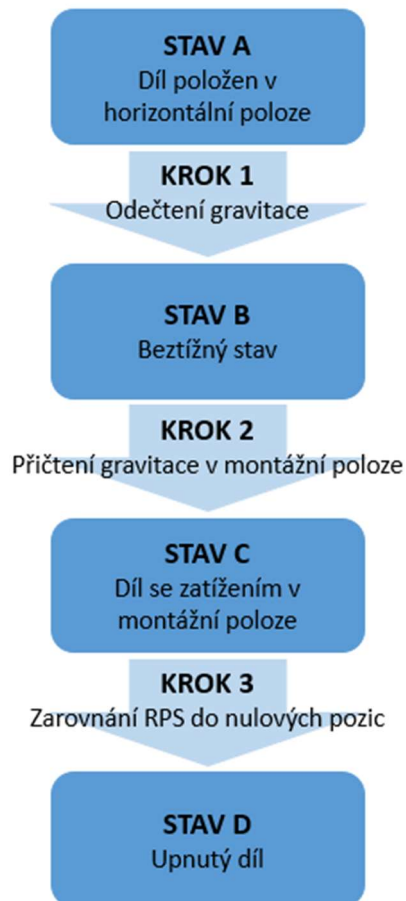 STAV A
Díl položen v
horizontální poloze
KROK 1
Odečtení gravitace
STAV B
Beztížný stav
KROK 2
Přičtení gravitace v montážní poloze
STAV C
Díl se zatížením v
montážní poloze
KROK 3
Zarovnání RPS do nulových pozic
STAV D
Upnutý díl